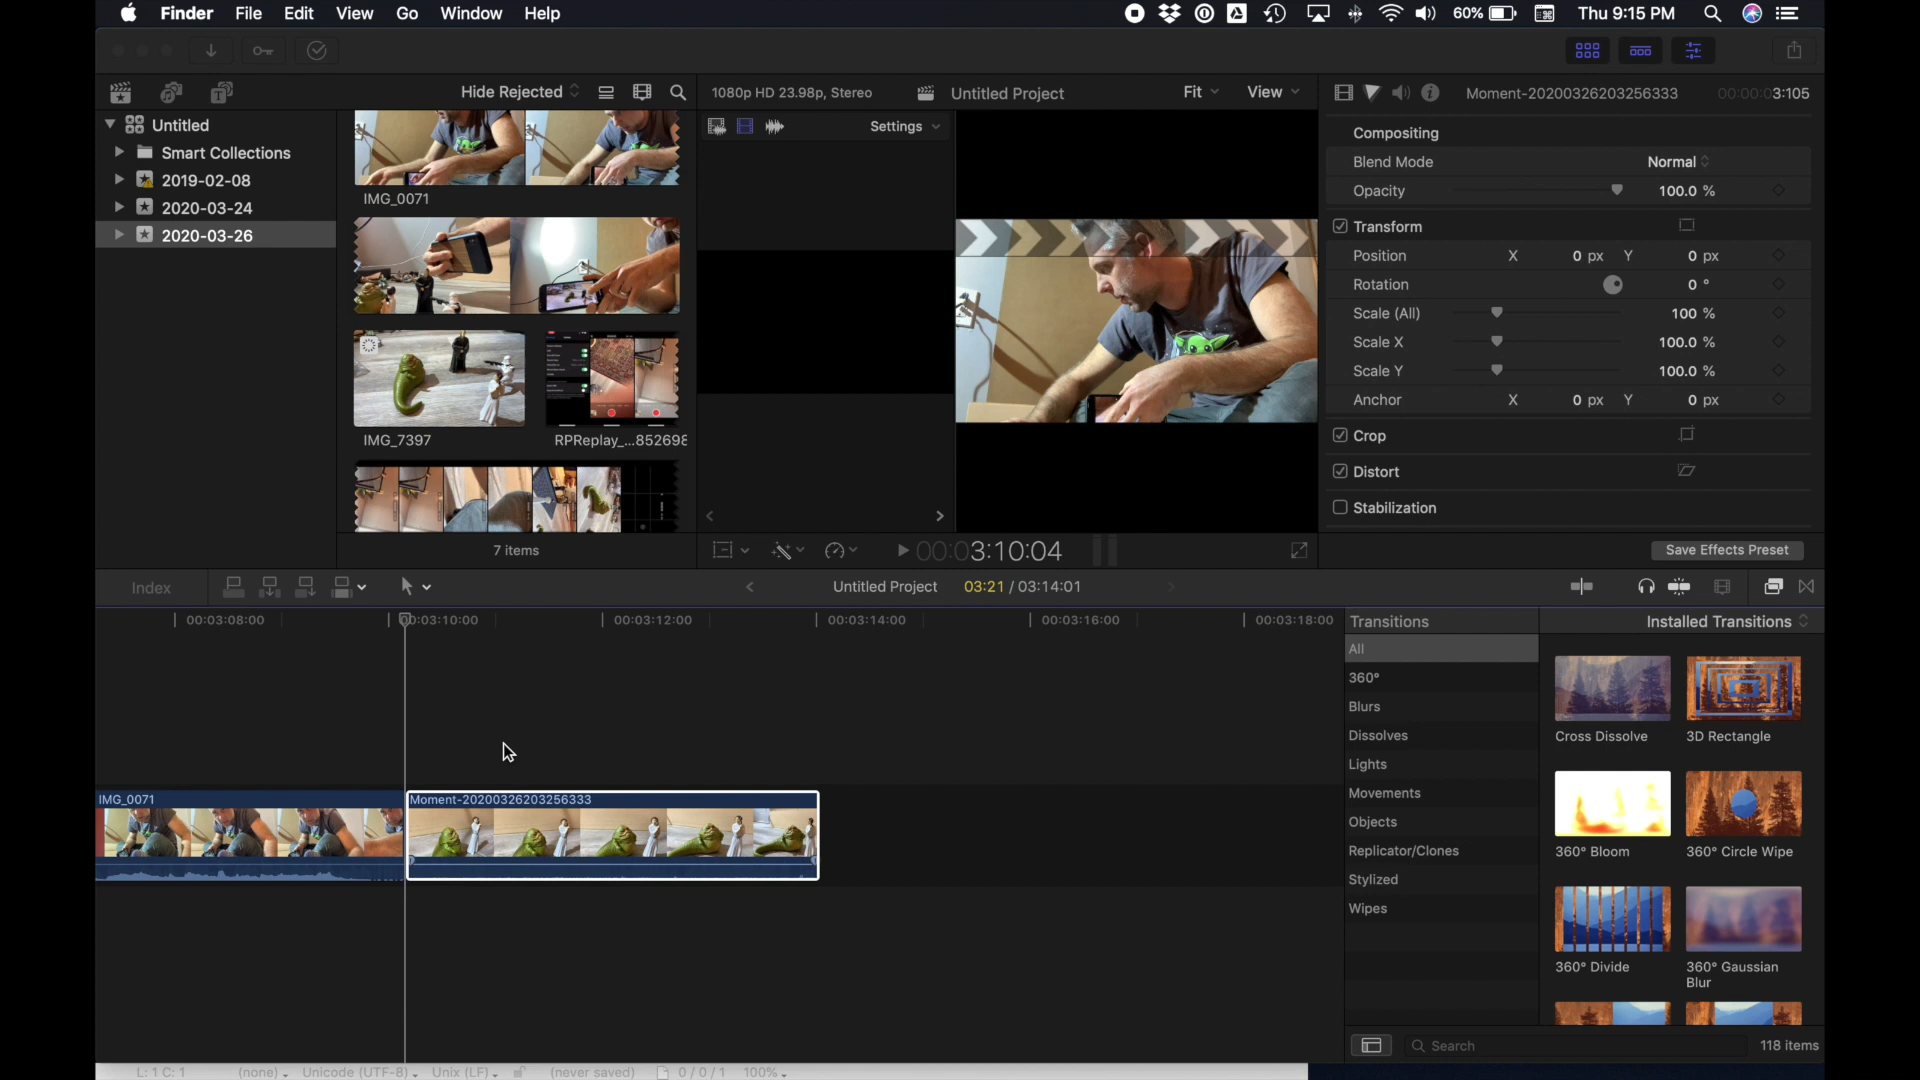 Finder File Edit View Go Window Help
60% Thu 9:15 PM
Hide Rejected
1080p HD 23.98p, Stereo
Untitled Project
Fit View
Moment-20200326203256333
00:00:03:105
Untitled
Smart Collections
2019-02-08
2020-03-24
2020-03-26
IMG_0071
IMG_7397
RPReplay_...852698
7 items
Settings
Compositing
Blend Mode Normal
Opacity 100.0 %
Transform
Position X 0 px Y 0 px
Rotation 0 °
Scale (All) 100 %
Scale X 100.0 %
Scale Y 100.0 %
Anchor X 0 px Y 0 px
Crop
Distort
Stabilization
Save Effects Preset
00:03:10:04
Index
Untitled Project 03:21 / 03:14:01
00:03:08:00 00:03:10:00 00:03:12:00 00:03:14:00 00:03:16:00 00:03:18:00
IMG_0071
Moment-20200326203256333
Transitions
Installed Transitions
All
360°
Blurs
Dissolves
Lights
Movements
Objects
Replicator/Clones
Stylized
Wipes
Cross Dissolve
3D Rectangle
360° Bloom
360° Circle Wipe
360° Divide
360° Gaussian
Blur
Search
118 items
L: 1 C: 1 (none) Unicode (UTF-8) Unix (LF) (never saved) 0 / 0 / 1 100%